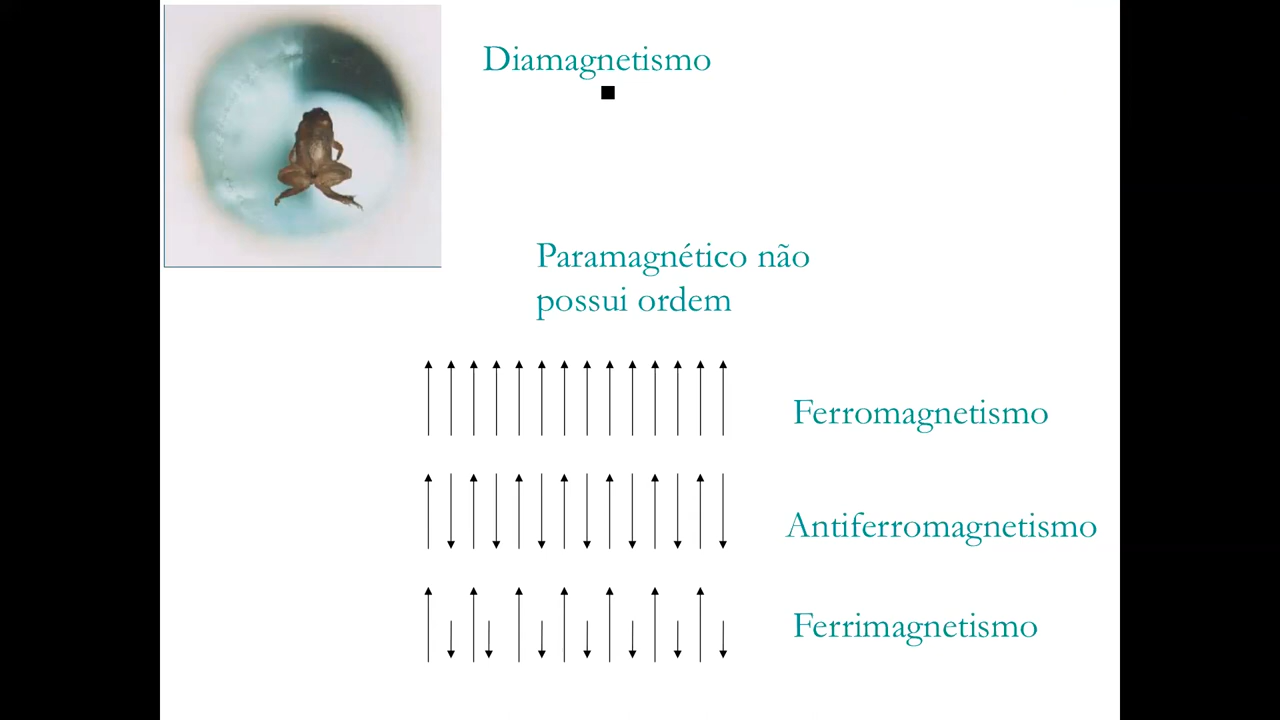 Diamagnetismo
Paramagnético não
possui ordem
Ferromagnetismo
Antiferromagnetismo
Ferrimagnetismo